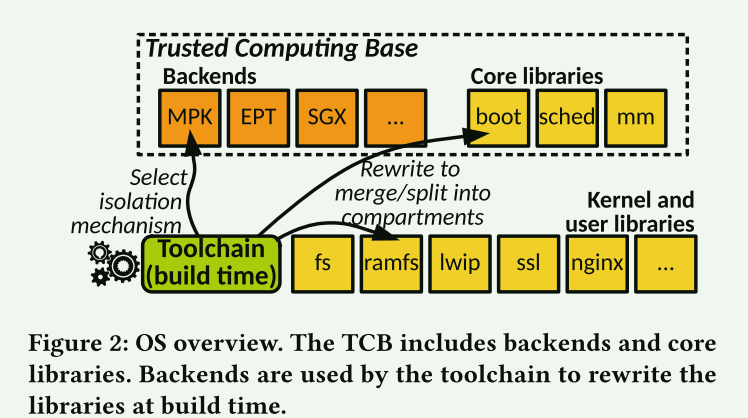 Trusted Computing Base
Backends
Core libraries
MPK
EPT
SGX
...
boot
sched
mm
Select
isolation
mechanism
Rewrite to
merge/split into
compartments
Kernel and
user libraries
Toolchain
(build time)
fs
ramfs
lwip
ssl
nginx
...
Figure 2: OS overview. The TCB includes backends and core
libraries. Backends are used by the toolchain to rewrite the
libraries at build time.